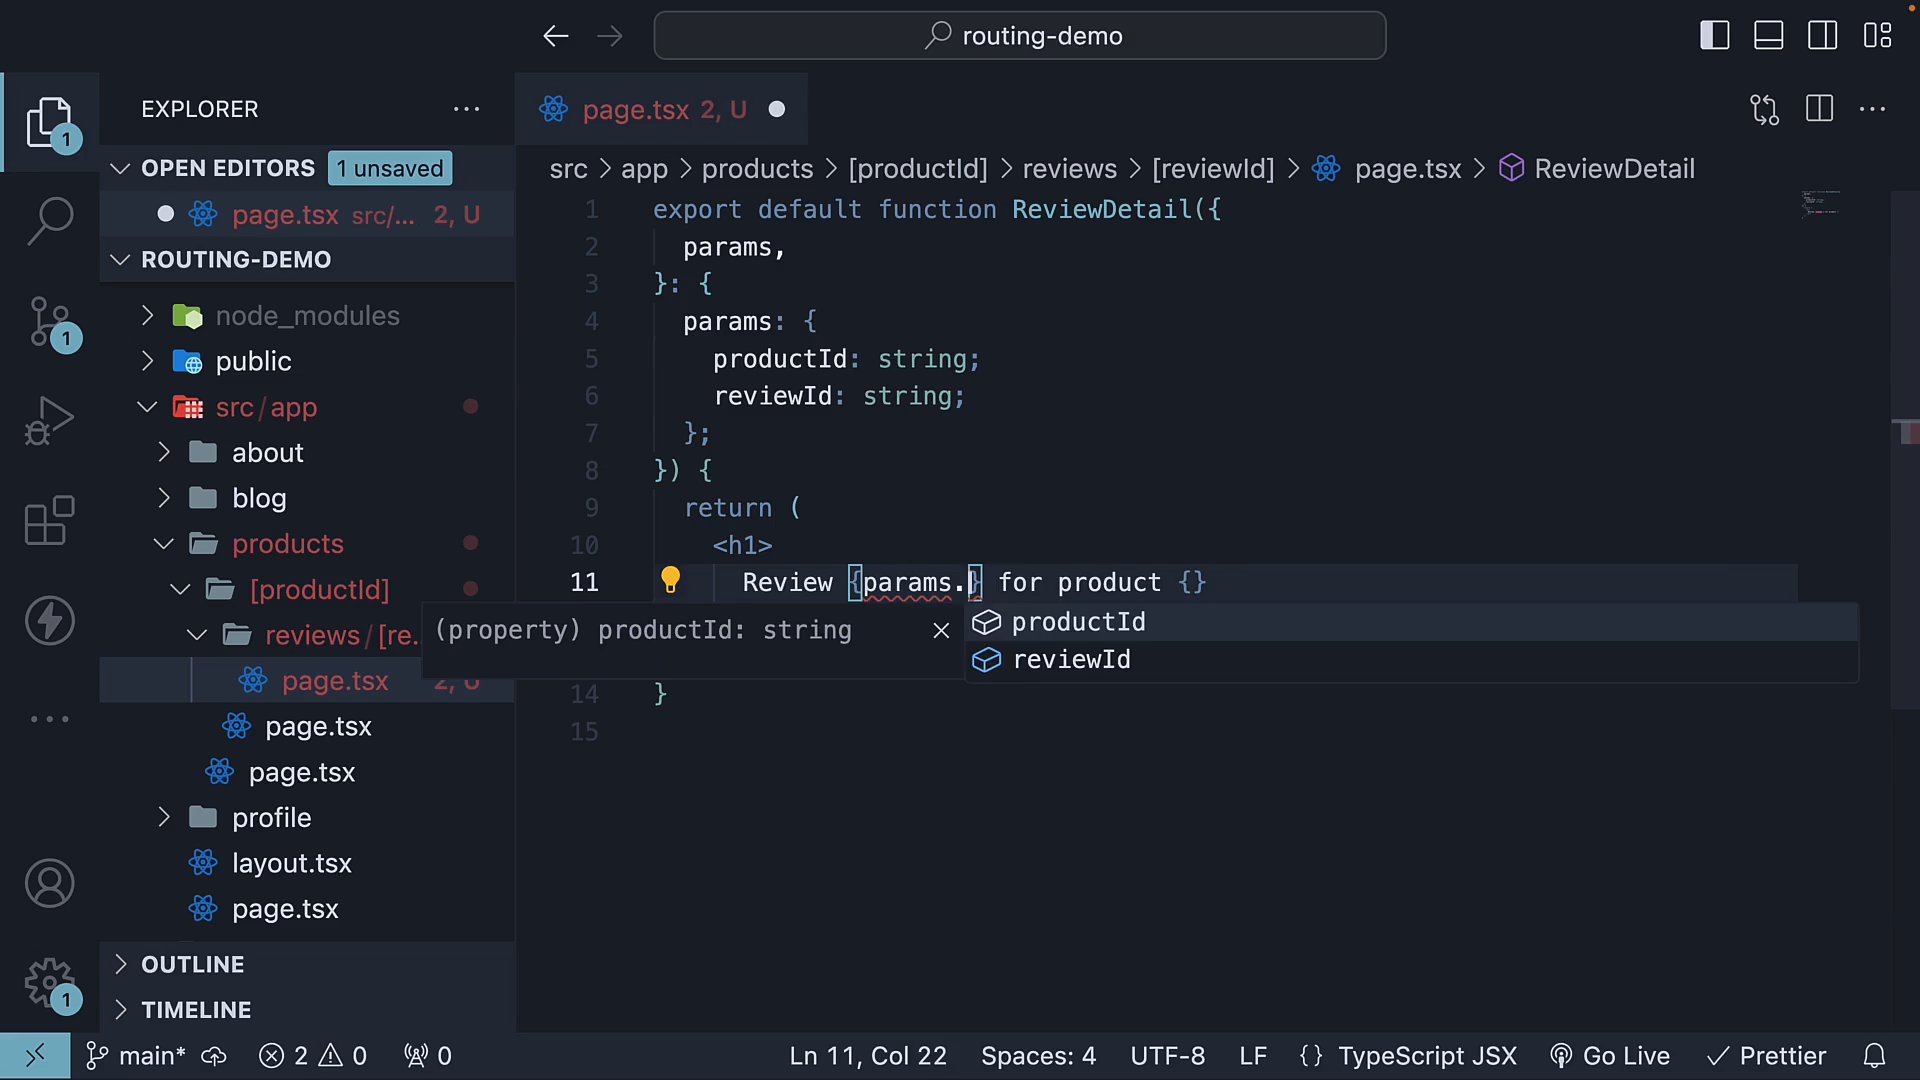 routing-demo
EXPLORER
page.tsx 2, U
OPEN EDITORS 1 unsaved
page.tsx src/... 2, U
ROUTING-DEMO
node_modules
public
src/app
about
blog
products
[productId]
reviews/[re...
page.tsx 2, U
page.tsx
page.tsx
profile
layout.tsx
page.tsx
OUTLINE
TIMELINE
1
1
1
src > app > products > [productId] > reviews > [reviewId] > page.tsx > ReviewDetail
1 export default function ReviewDetail({
2 params,
3 }: {
4 params: {
5 productId: string;
6 reviewId: string;
7 };
8 }) {
9 return (
10 <h1>
11 Review {params.} for product {}
(property) productId: string
productId
reviewId
14 }
15
main* 2 0 0 Ln 11, Col 22 Spaces: 4 UTF-8 LF {} TypeScript JSX Go Live Prettier